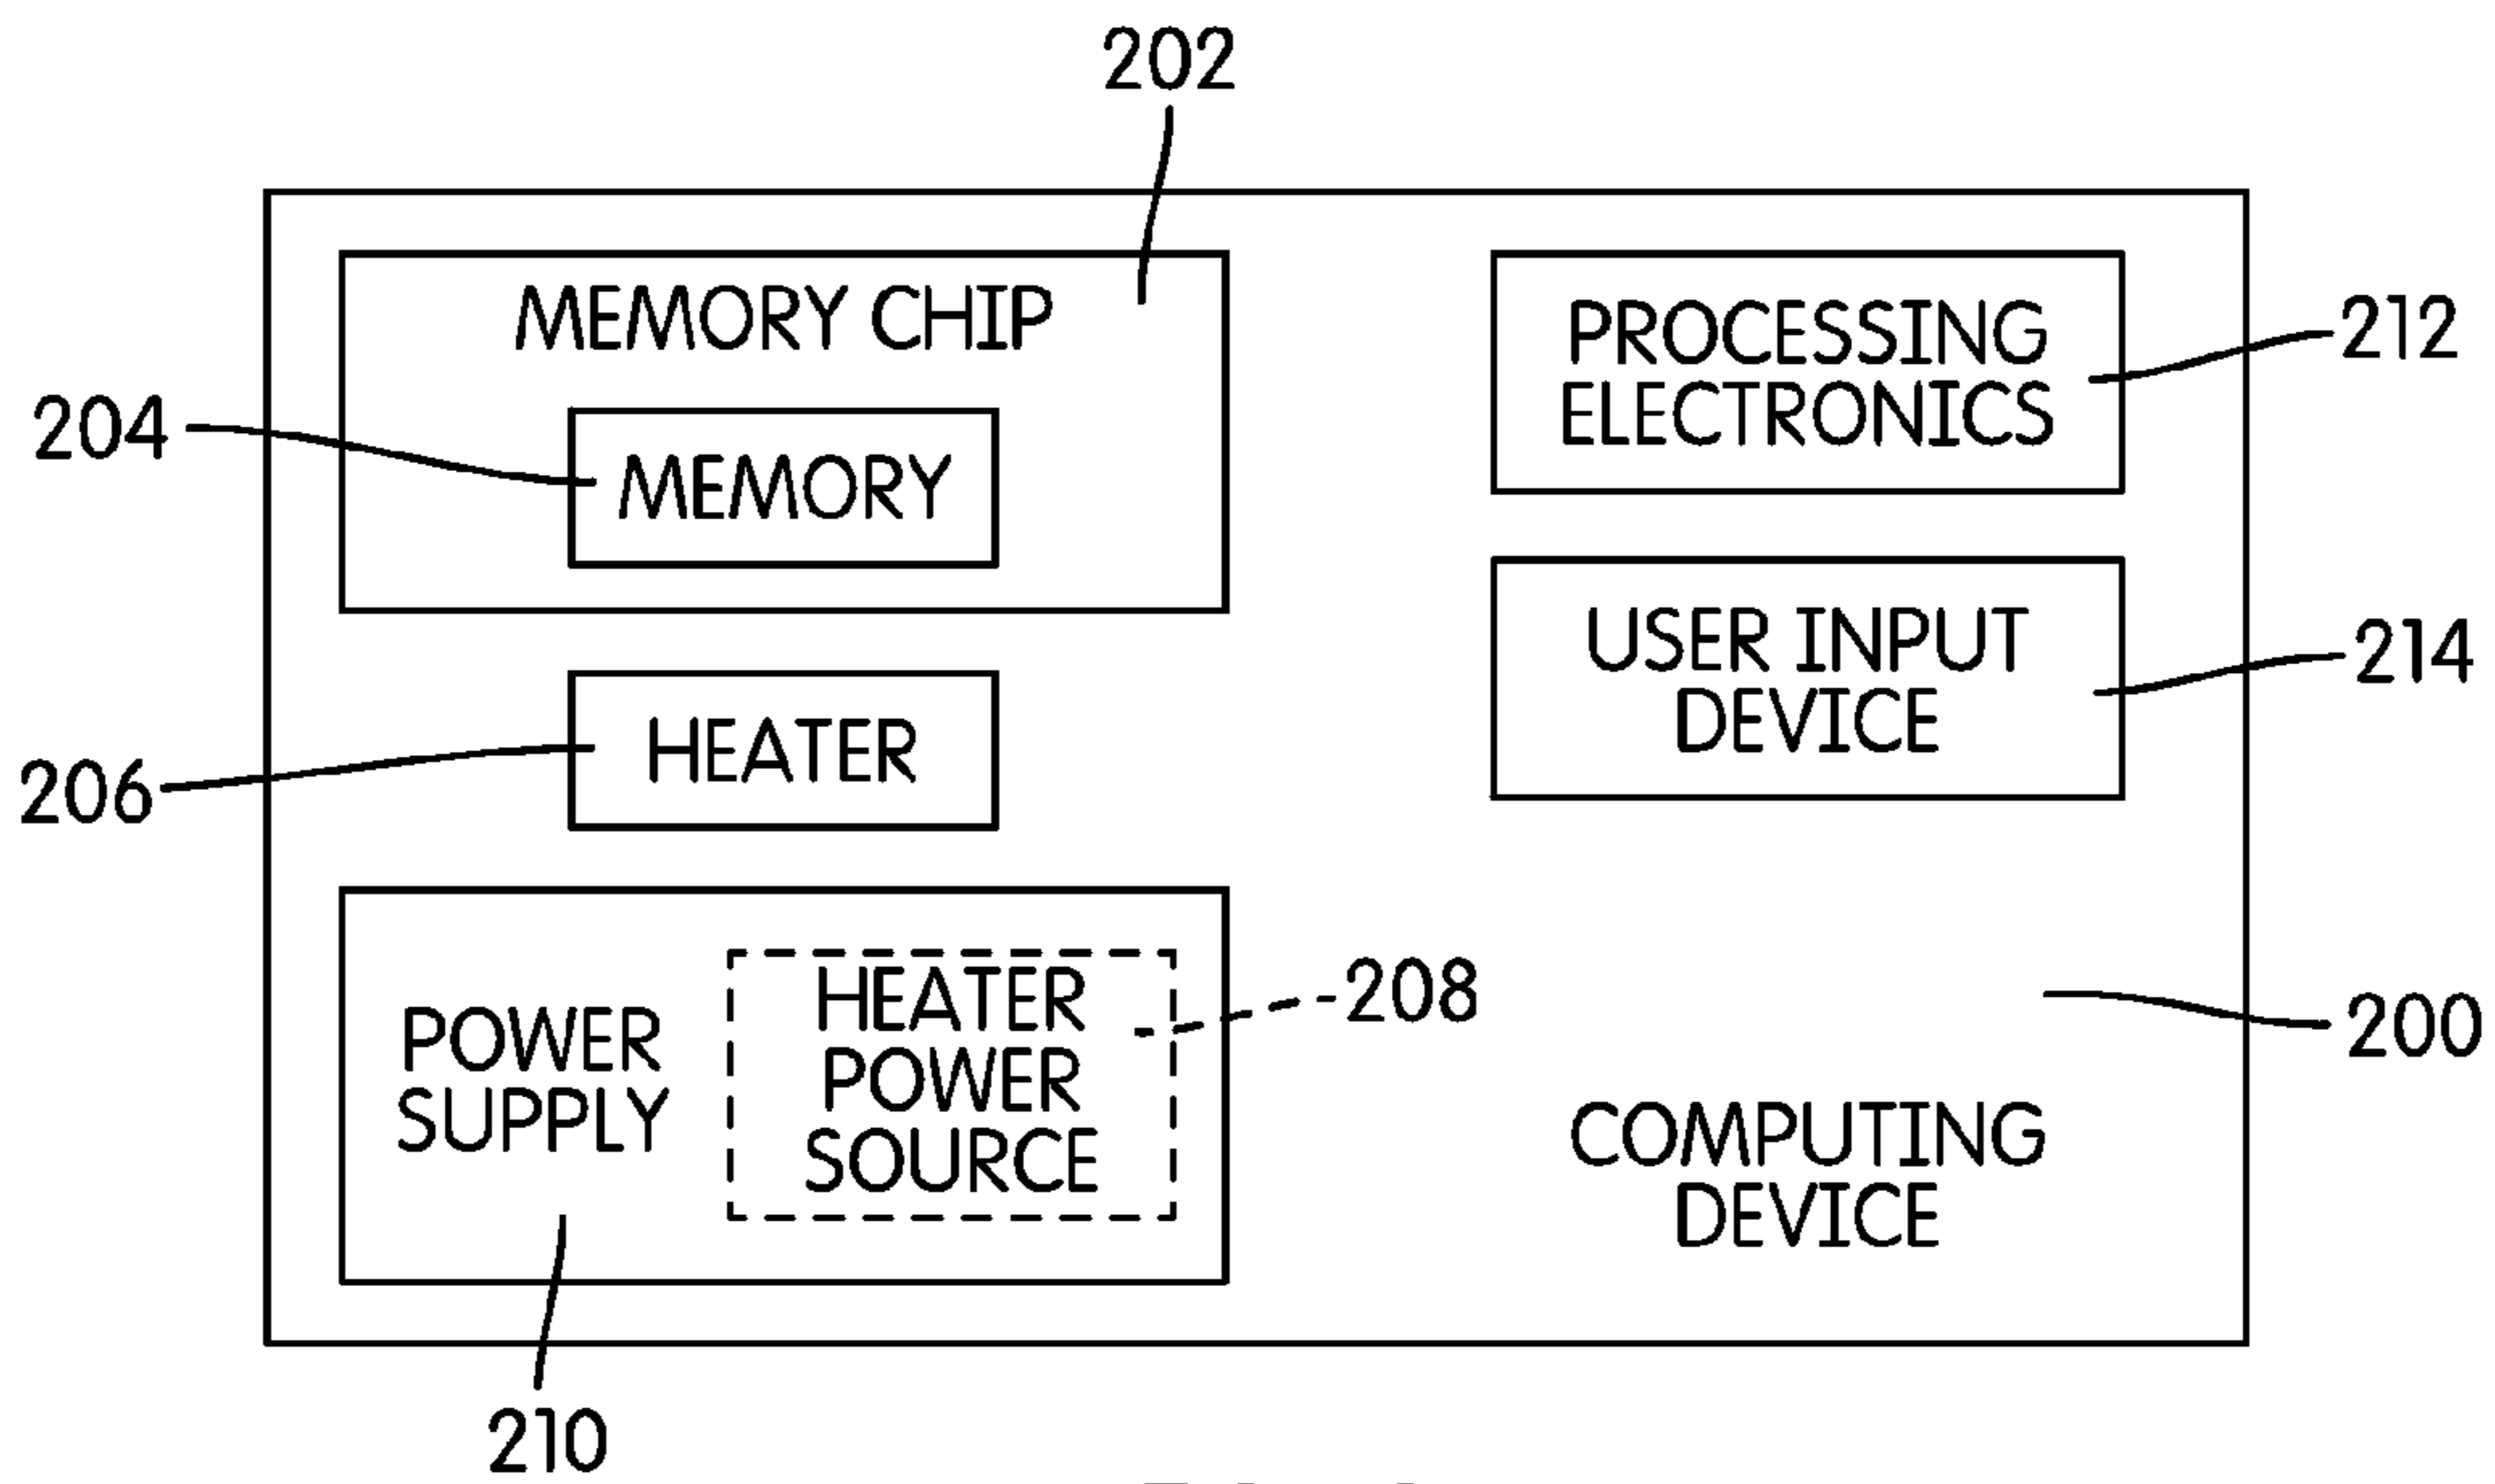 202
MEMORY CHIP
PROCESSING
ELECTRONICS
212
204
MEMORY
USER INPUT
DEVICE
214
206
HEATER
POWER
SUPPLY
HEATER
POWER
SOURCE
208
200
COMPUTING
DEVICE
210